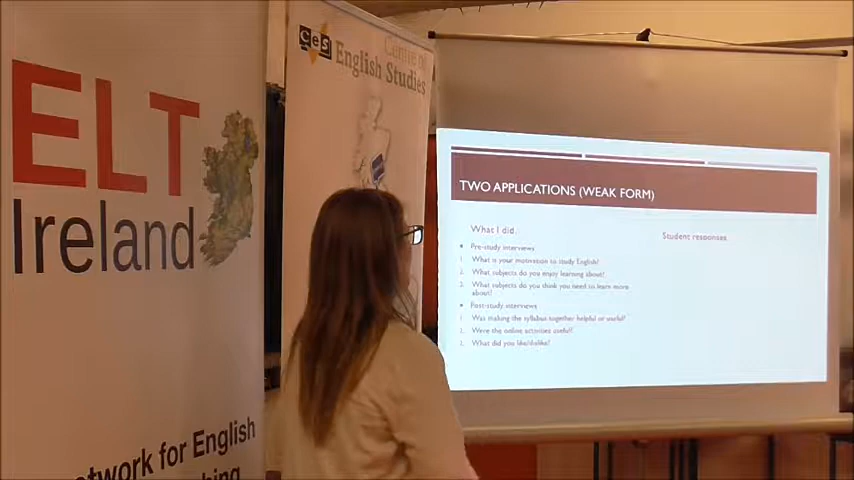 ELT
Ireland
network for English
CES
Centre of
English Studies
TWO APPLICATIONS (WEAK FORM)
What I did.
Pre-study interviews
1. What is your motivation to study English?
2. What subjects do you enjoy learning about?
3. What subjects do you think you need to learn more
about?
Post-study interviews
1. Was making the syllabus together helpful or useful?
2. Were the online activities useful?
3. What did you like/dislike?
Student responses